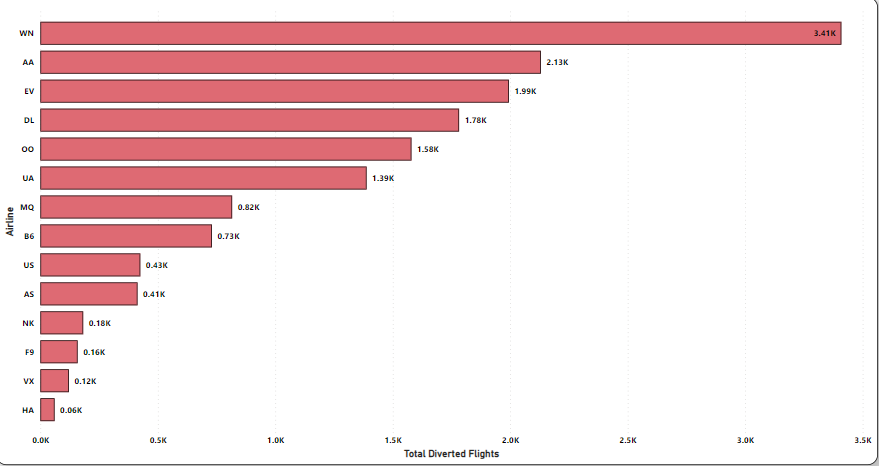 WN 3.41K
AA 2.13K
EV 1.99K
DL 1.78K
OO 1.58K
UA 1.39K
MQ 0.82K
B6 0.73K
US 0.43K
AS 0.41K
NK 0.18K
F9 0.16K
VX 0.12K
HA 0.06K
Airline
0.0K 0.5K 1.0K 1.5K 2.0K 2.5K 3.0K 3.5K
Total Diverted Flights